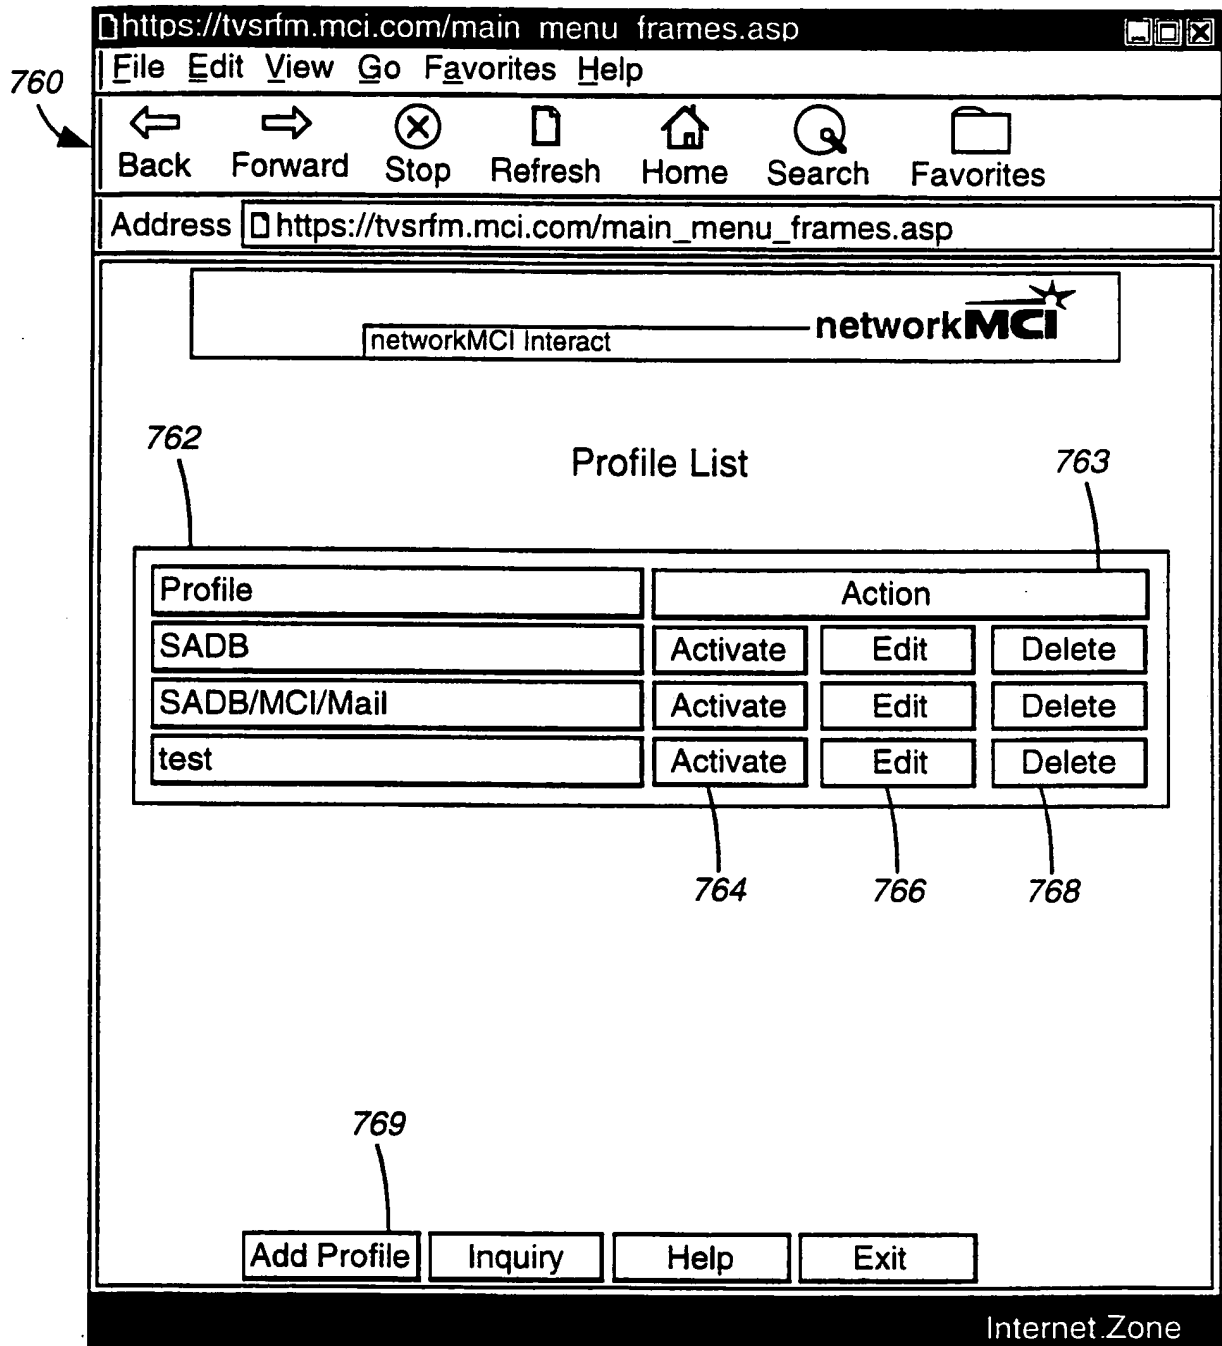 https://tvsrfm.mci.com/main_menu_frames.asp
File Edit View Go Favorites Help
760
Back Forward Stop Refresh Home Search Favorites
Address https://tvsrfm.mci.com/main_menu_frames.asp
networkMCI
networkMCI Interact
762
Profile List
763
Profile Action
SADB Activate Edit Delete
SADB/MCI/Mail Activate Edit Delete
test Activate Edit Delete
764 766 768
769
Add Profile Inquiry Help Exit
Internet.Zone